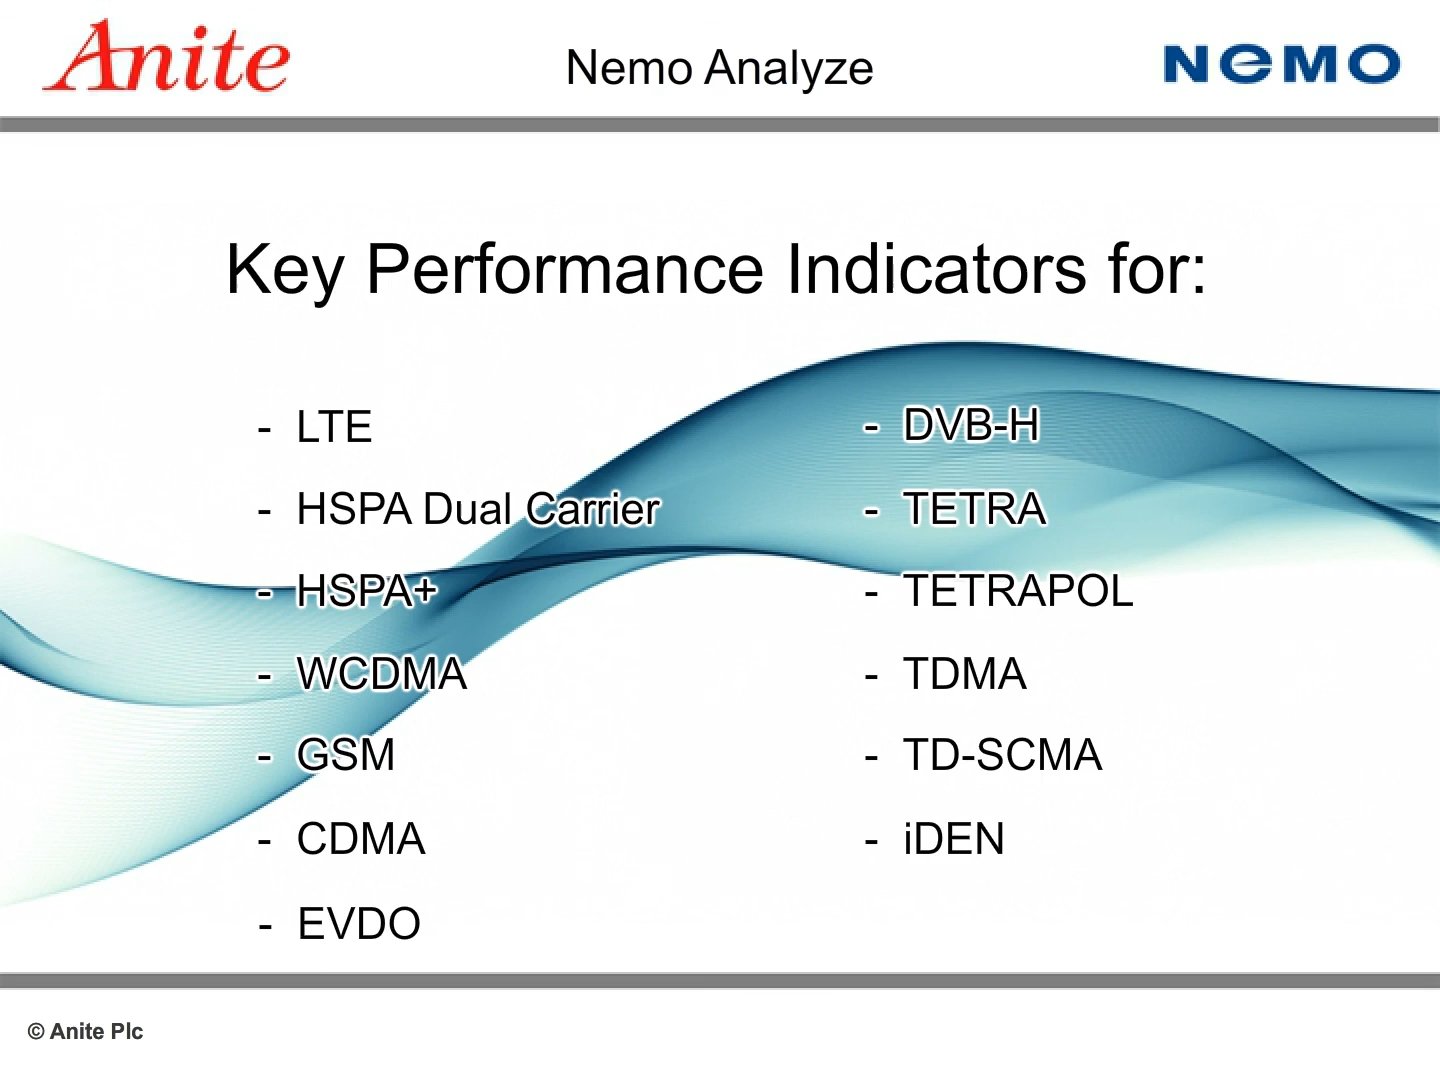 Anite
Nemo Analyze
NEMO
Key Performance Indicators for:
- LTE
- HSPA Dual Carrier
- HSPA+
- WCDMA
- GSM
- CDMA
- EVDO
- DVB-H
- TETRA
- TETRAPOL
- TDMA
- TD-SCMA
- iDEN
© Anite Plc